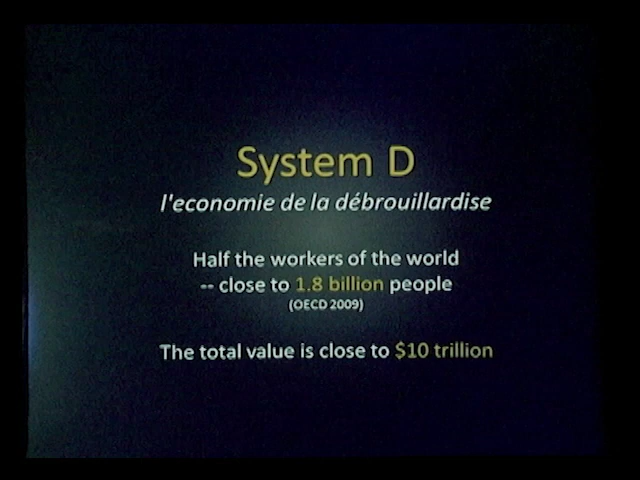 System D
l'economie de la débrouillardise
Half the workers of the world
-- close to 1.8 billion people
(OECD 2009)
The total value is close to $10 trillion